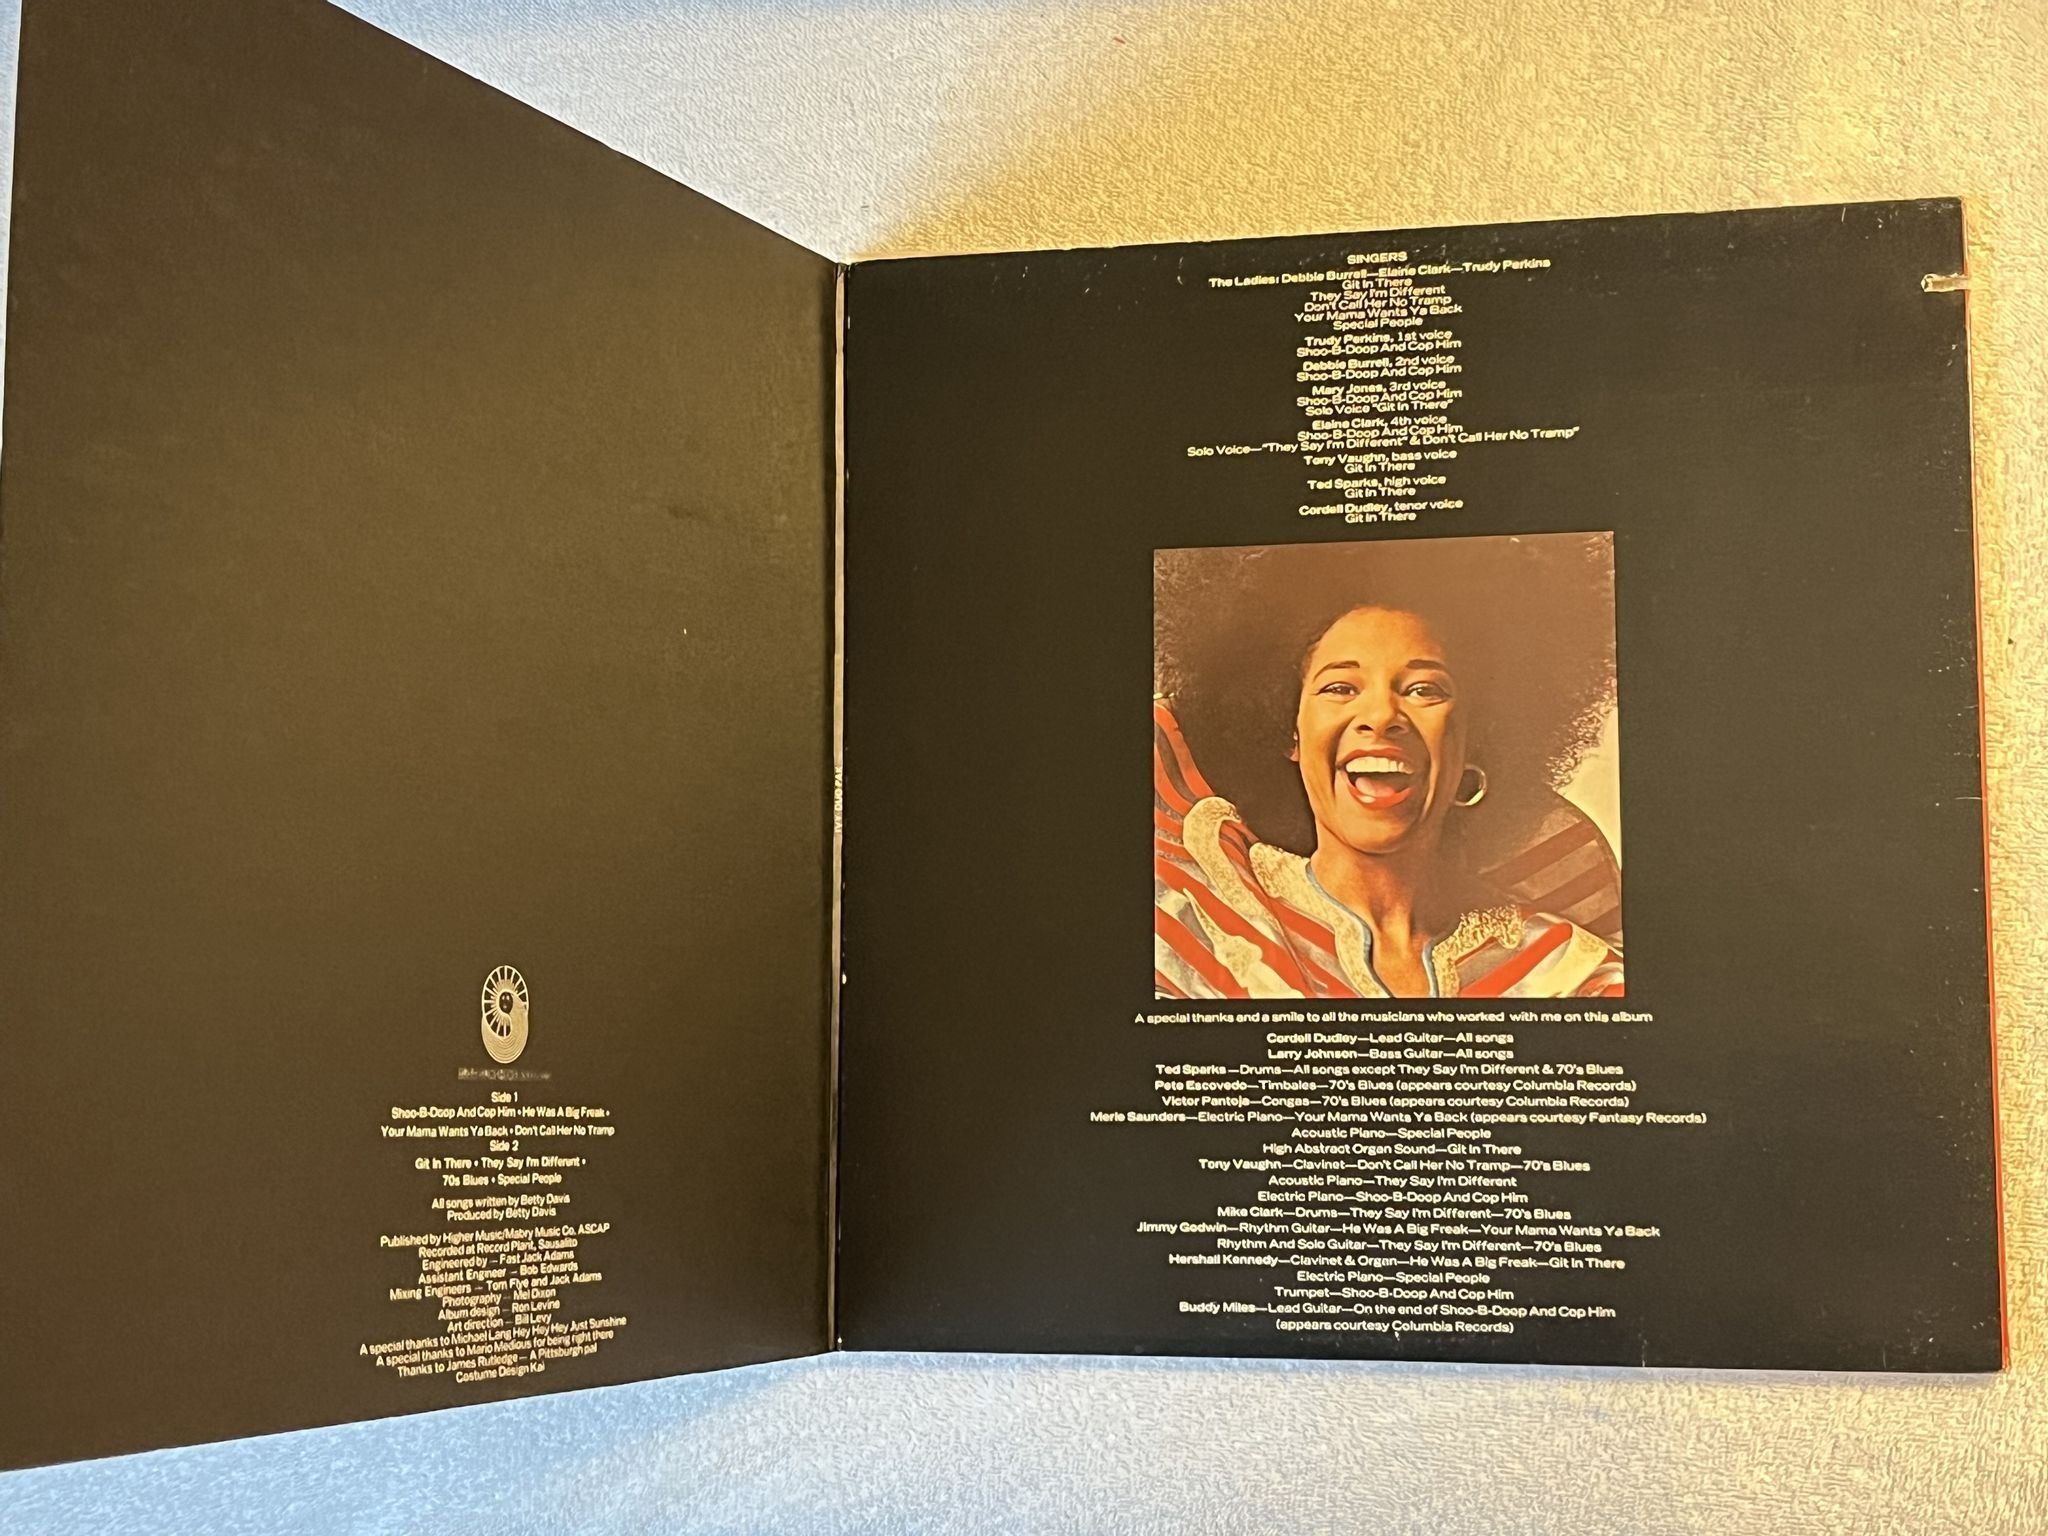 Side 1
Shoo-B-Doop And Cop Him • He Was A Big Freak •
Your Mama Wants Ya Back • Don't Call Her No Tramp
Side 2
Git In There • They Say I'm Different •
70s Blues • Special People
All songs written by Betty Davis
Produced by Betty Davis
Published by Higher Music/Mabry Music Co. ASCAP
Recorded at Record Plant, Sausalito
Engineered by — Fast Jack Adams
Assistant Engineer — Bob Edwards
Mixing Engineers — Tom Flye and Jack Adams
Photography — Mel Dixon
Album design — Ron Levine
Art direction — Bill Levy
A special thanks to Michael Lang Hey Hey Hey Just Sunshine
A special thanks to Mario Medious for being right there
Thanks to James Rutledge — A Pittsburgh pal
Costume Design Kai
SINGERS
The Ladies: Debbie Burrell—Elaine Clark—Trudy Perkins
Git In There
They Say I'm Different
Don't Call Her No Tramp
Your Mama Wants Ya Back
Special People
Trudy Perkins, 1st voice
Shoo-B-Doop And Cop Him
Debbie Burrell, 2nd voice
Shoo-B-Doop And Cop Him
Mary Jones, 3rd voice
Shoo-B-Doop And Cop Him
Solo Voice "Git In There"
Elaine Clark, 4th voice
Shoo-B-Doop And Cop Him
Solo Voice—"They Say I'm Different" & Don't Call Her No Tramp"
Tony Vaughn, bass voice
Git In There
Ted Sparks, high voice
Git In There
Cordell Dudley, tenor voice
Git In There
A special thanks and a smile to all the musicians who worked with me on this album
Cordell Dudley—Lead Guitar—All songs
Larry Johnson—Bass Guitar—All songs
Ted Sparks—Drums—All songs except They Say I'm Different & 70's Blues
Pete Escovedo—Timbales—70's Blues (appears courtesy Columbia Records)
Victor Pantoja—Congas—70's Blues (appears courtesy Columbia Records)
Merle Saunders—Electric Piano—Your Mama Wants Ya Back (appears courtesy Fantasy Records)
Acoustic Piano—Special People
High Abstract Organ Sound—Git In There
Tony Vaughn—Clavinet—Don't Call Her No Tramp—70's Blues
Acoustic Piano—They Say I'm Different
Electric Piano—Shoo-B-Doop And Cop Him
Mike Clark—Drums—They Say I'm Different—70's Blues
Jimmy Godwin—Rhythm Guitar—He Was A Big Freak—Your Mama Wants Ya Back
Rhythm And Solo Guitar—They Say I'm Different—70's Blues
Hershall Kennedy—Clavinet & Organ—He Was A Big Freak—Git In There
Electric Piano—Special People
Trumpet—Shoo-B-Doop And Cop Him
Buddy Miles—Lead Guitar—On the end of Shoo-B-Doop And Cop Him
(appears courtesy Columbia Records)